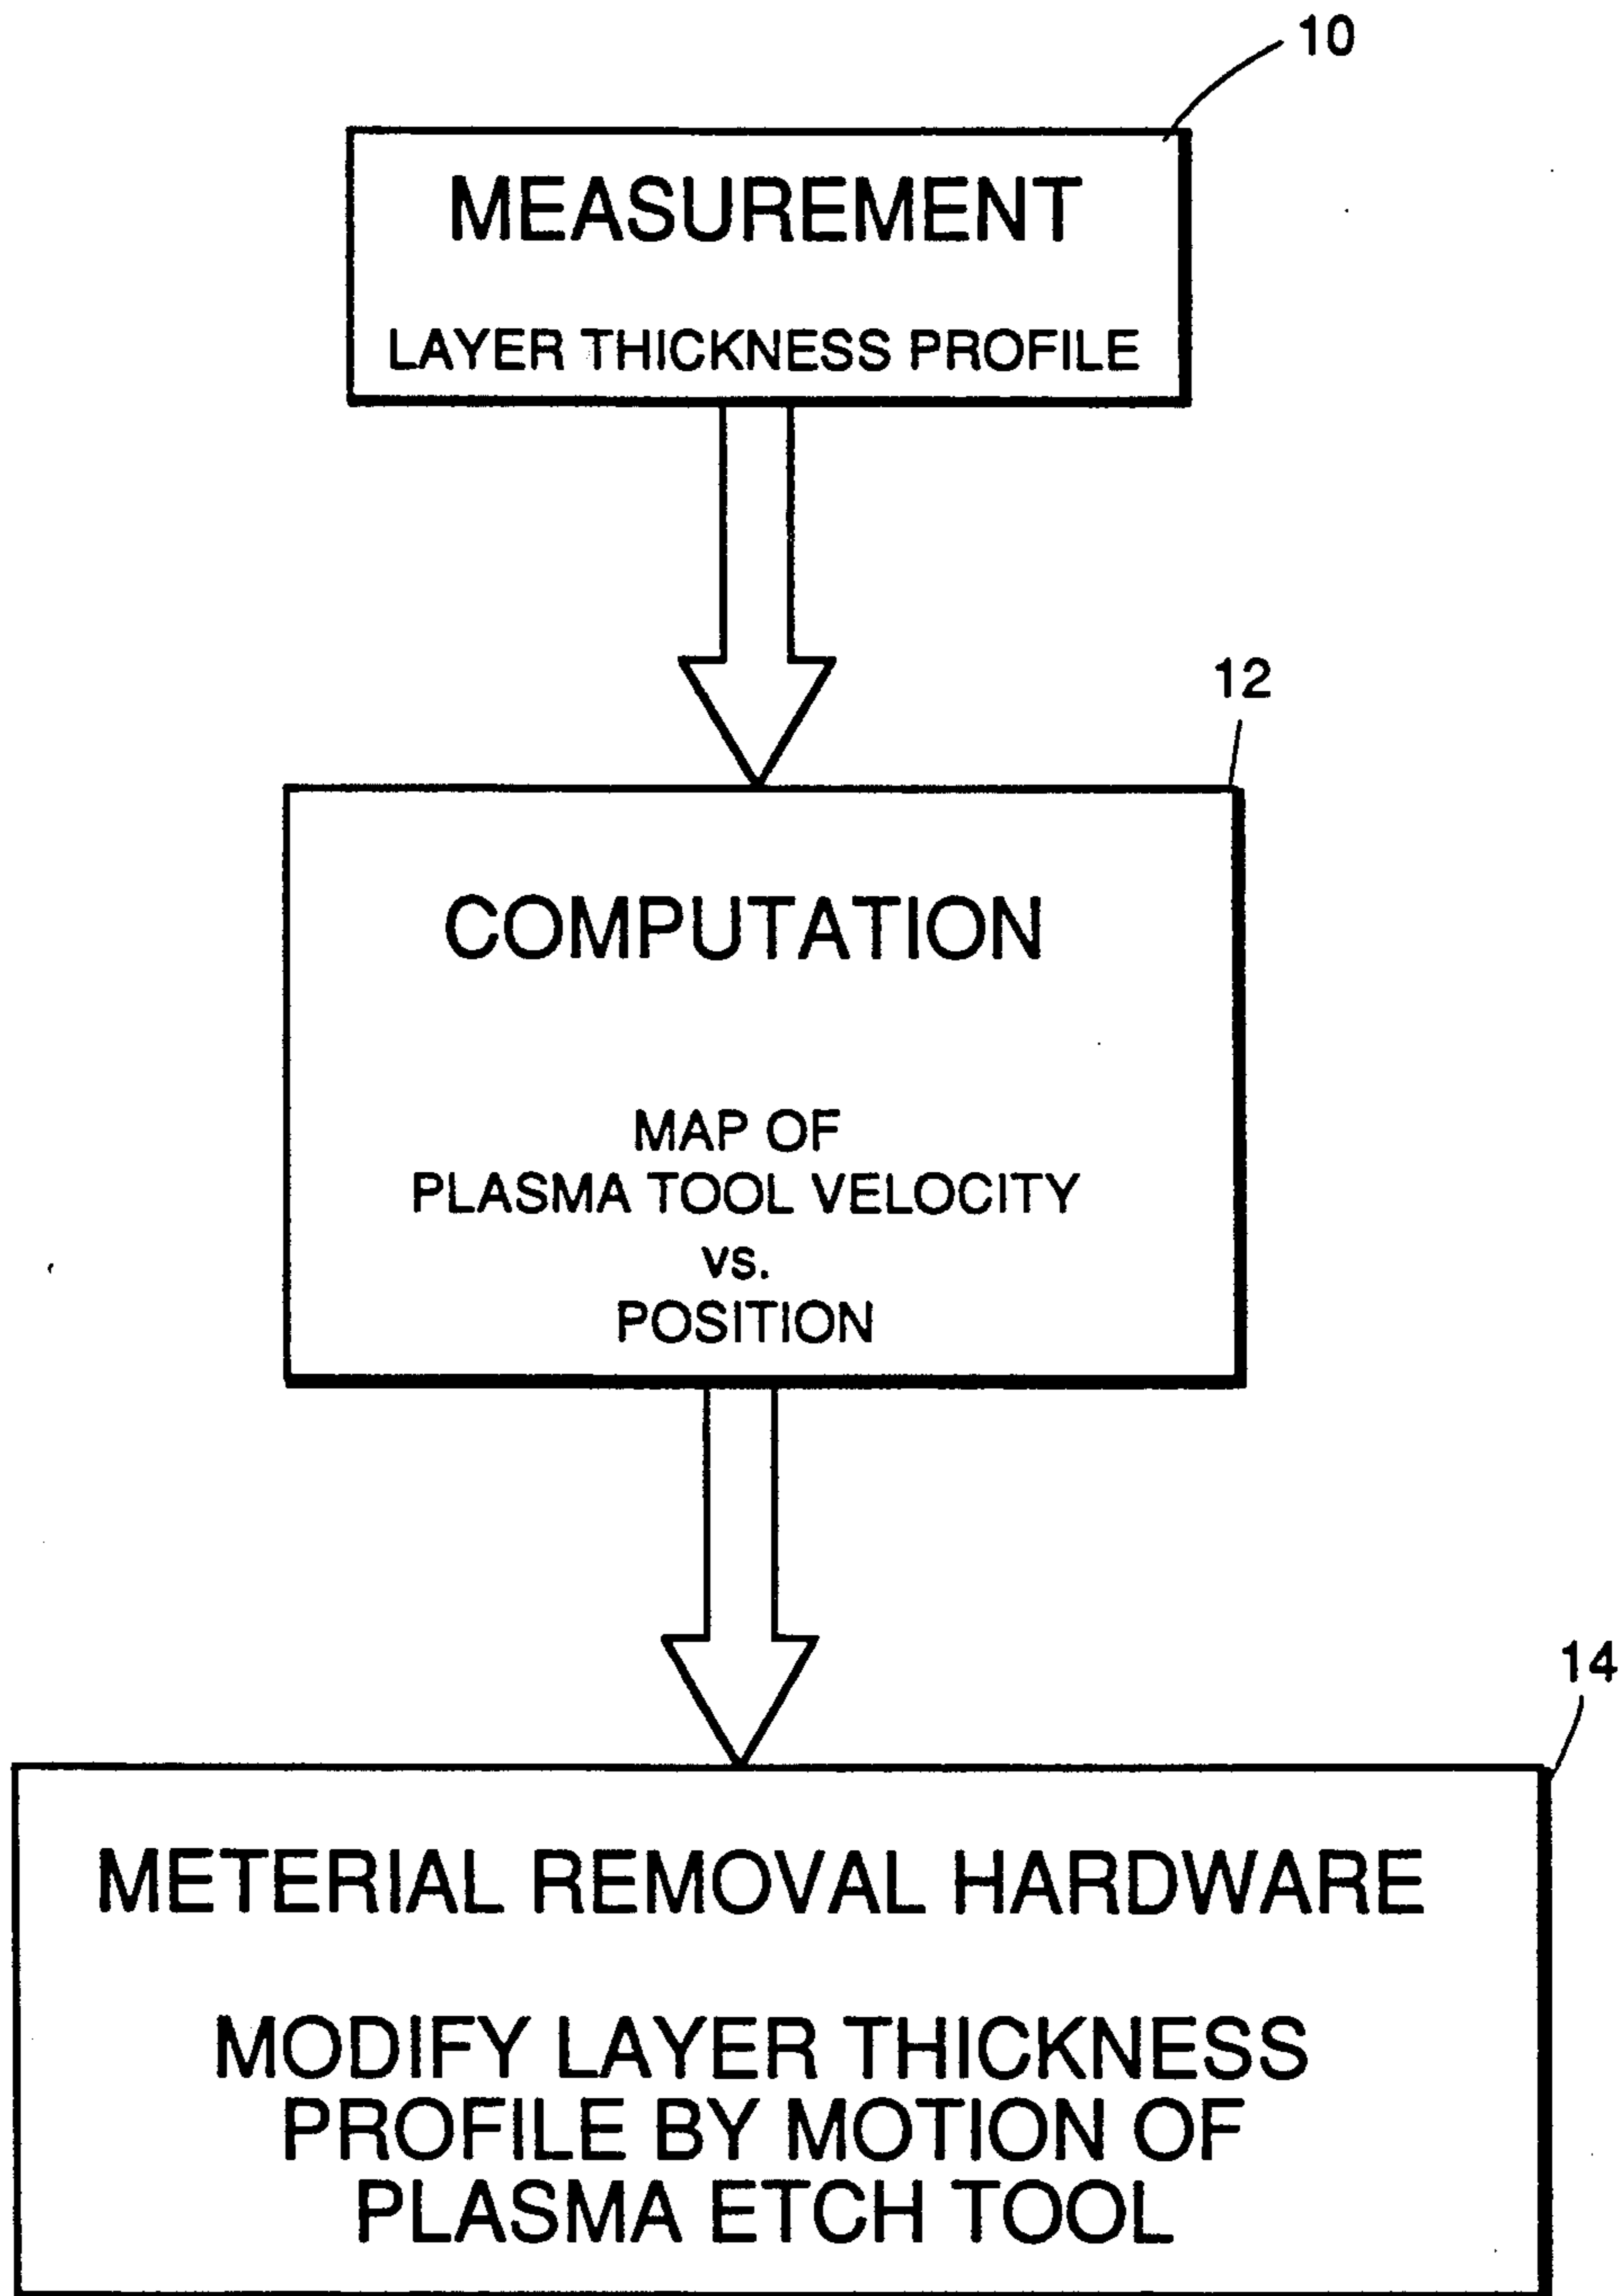 10
MEASUREMENT
LAYER THICKNESS PROFILE
12
COMPUTATION
MAP OF
PLASMA TOOL VELOCITY
vs.
POSITION
14
METERIAL REMOVAL HARDWARE
MODIFY LAYER THICKNESS
PROFILE BY MOTION OF
PLASMA ETCH TOOL